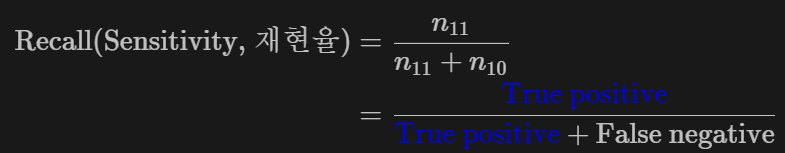 Recall(Sensitivity, 재현율) = n₁₁ / (n₁₁ + n₁₀)
= True positive / (True positive + False negative)